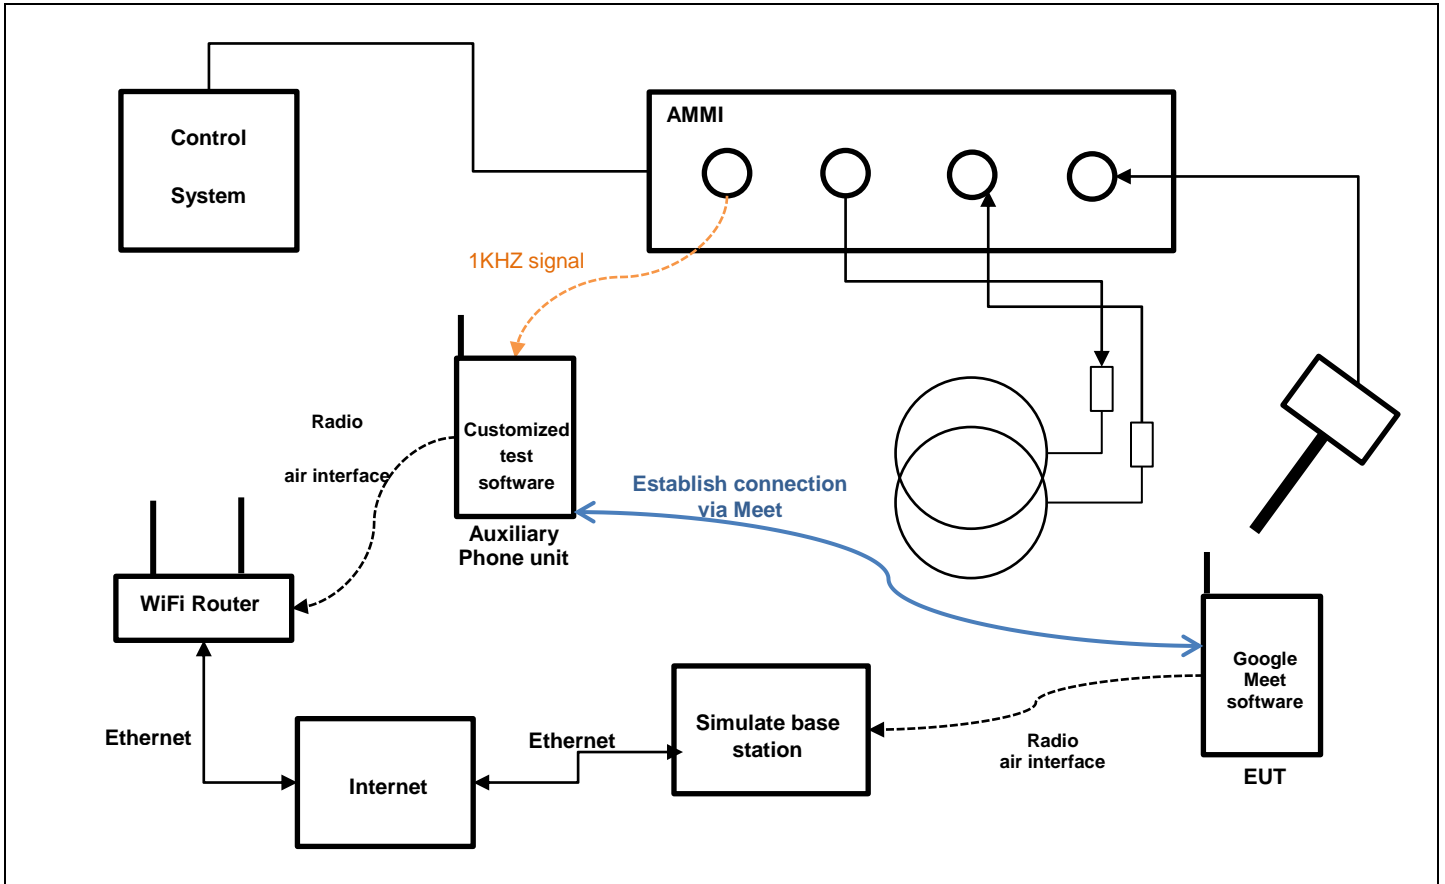 AMMI
Control
System
1KHZ signal
Radio
air interface
Customized
test
software
Auxiliary
Phone unit
Establish connection
via Meet
WiFi Router
Google
Meet
software
EUT
Simulate base
station
Radio
air interface
Ethernet
Ethernet
Internet